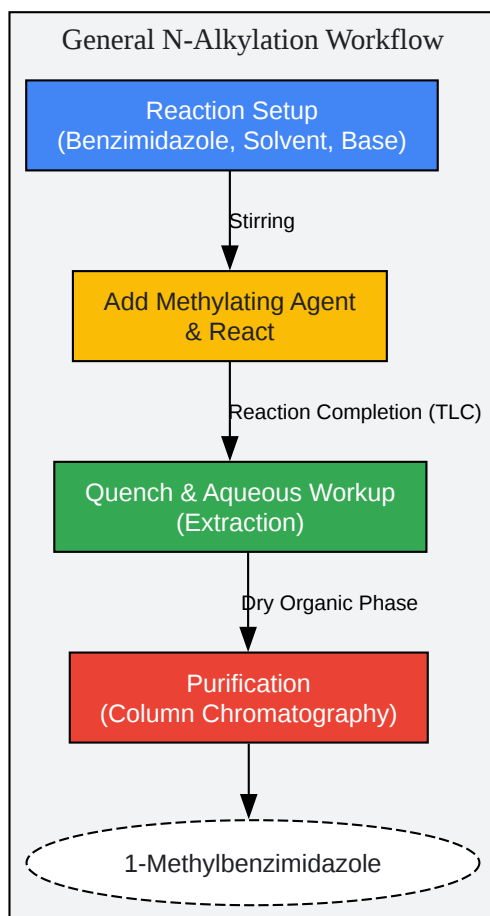 General N-Alkylation Workflow
Reaction Setup
(Benzimidazole, Solvent, Base)
Stirring
Add Methylating Agent
& React
Reaction Completion (TLC)
Quench & Aqueous Workup
(Extraction)
Dry Organic Phase
Purification
(Column Chromatography)
1-Methylbenzimidazole